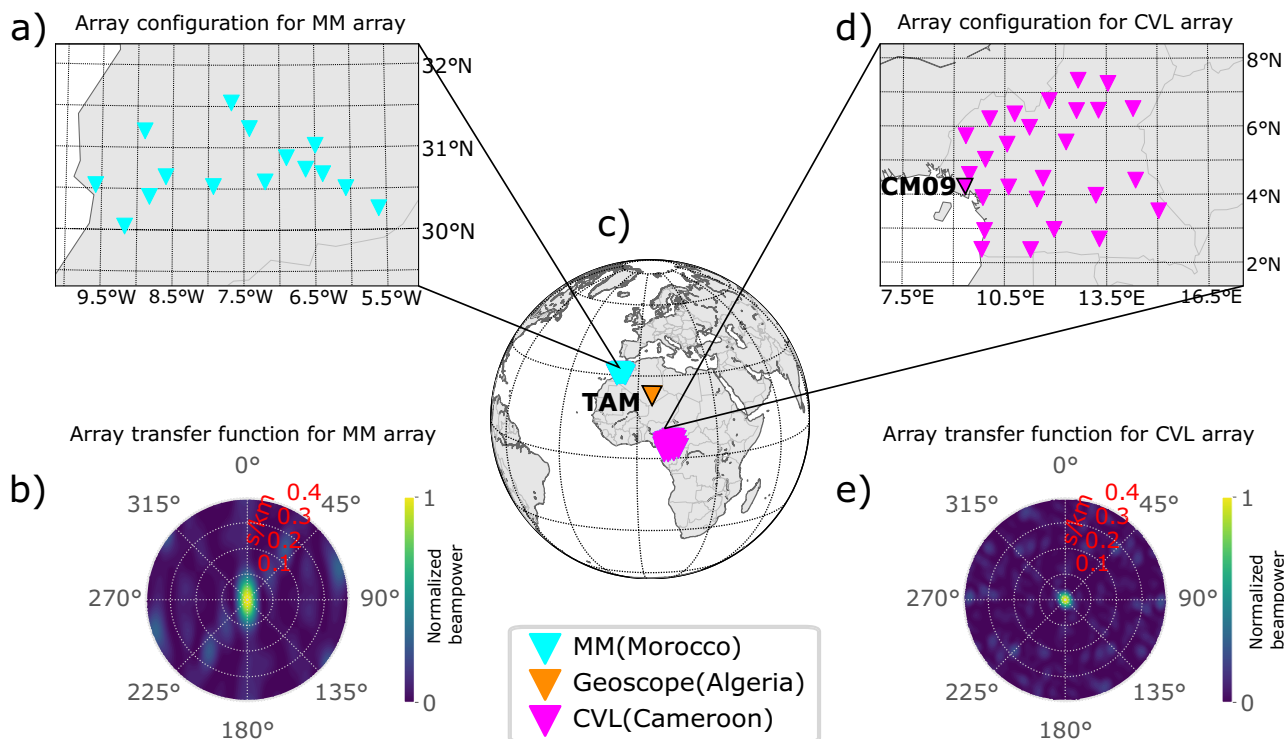 a)
Array configuration for MM array
32°N
31°N
30°N
9.5°W 8.5°W 7.5°W 6.5°W 5.5°W
d)
Array configuration for CVL array
8°N
6°N
4°N
2°N
CM09
7.5°E 10.5°E 13.5°E 16.5°E
c)
TAM
Array transfer function for MM array
b)
0°
45°
90°
135°
180°
225°
270°
315°
0.4
0.3
0.2
0.1
s/km
1
0
Normalized
beampower
Array transfer function for CVL array
e)
0°
45°
90°
135°
180°
225°
270°
315°
0.4
0.3
0.2
0.1
s/km
1
0
Normalized
beampower
MM(Morocco)
Geoscope(Algeria)
CVL(Cameroon)